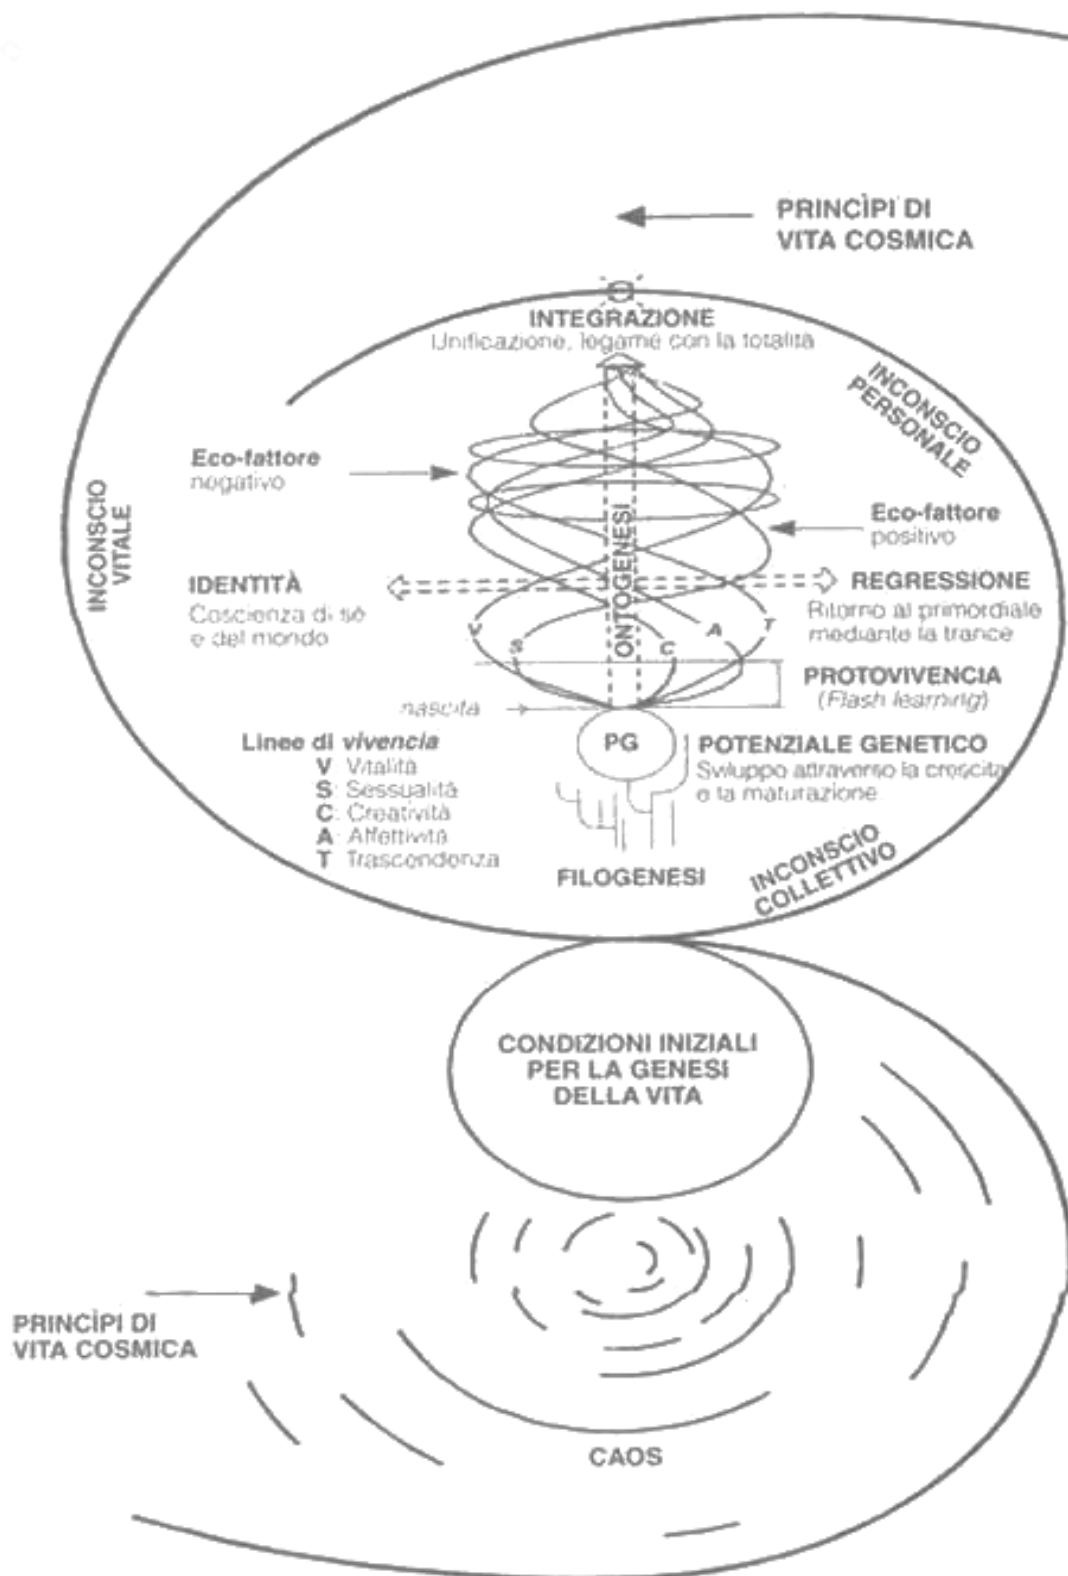 PRINCÌPI DI
VITA COSMICA
INTEGRAZIONE
Unificazione, legame con la totalità
INCONSCIO
PERSONALE
Eco-fattore
negativo
INCONSCIO
VITALE
Eco-fattore
positivo
ONTOGENESI
IDENTITÀ
Coscienza di sé
e del mondo
REGRESSIONE
Ritorno al primordiale
mediante la trance
V S C A T
PROTOVIVENCIA
(Flash learning)
nascita
PG
POTENZIALE GENETICO
Sviluppo attraverso la crescita
e la maturazione
Linee di vivencia
V: Vitalità
S: Sessualità
C: Creatività
A: Affettività
T: Trascendenza
FILOGENESI
INCONSCIO
COLLETTIVO
CONDIZIONI INIZIALI
PER LA GENESI
DELLA VITA
PRINCÌPI DI
VITA COSMICA
CAOS